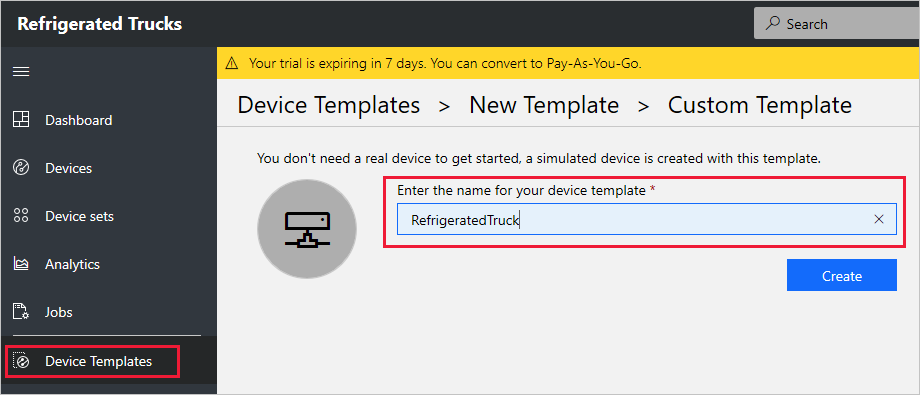 Refrigerated Trucks
Search
Your trial is expiring in 7 days. You can convert to Pay-As-You-Go.
Dashboard
Devices
Device sets
Analytics
Jobs
Device Templates
Device Templates > New Template > Custom Template
You don't need a real device to get started, a simulated device is created with this template.
Enter the name for your device template *
RefrigeratedTruck
Create